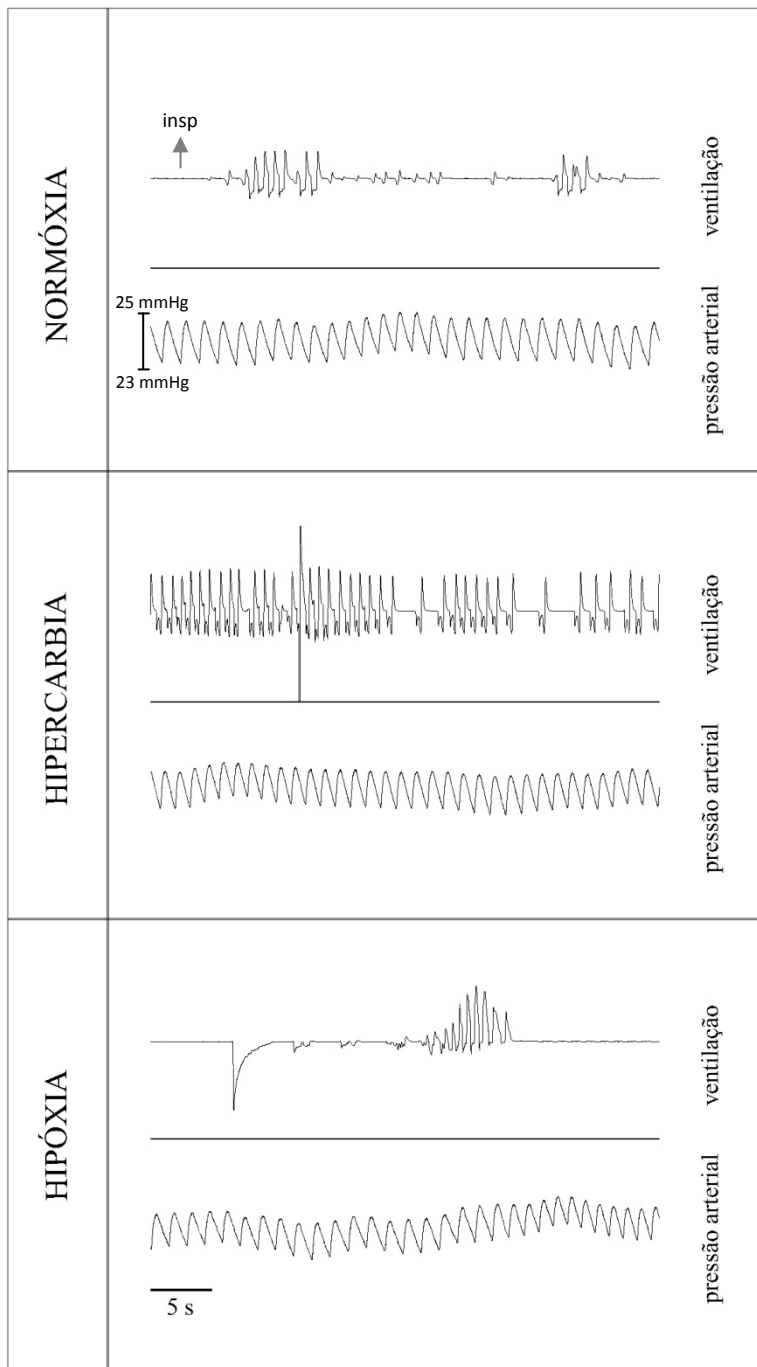 NORMÓXIA
insp
ventilação
25 mmHg
23 mmHg
pressão arterial
HIPERCARBIA
ventilação
pressão arterial
HIPÓXIA
ventilação
pressão arterial
5 s